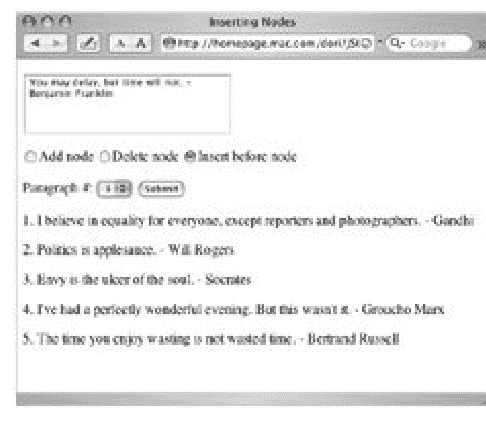 Inserting Nodes
A A http://homepage.mac.com/dori/JS Q- Google
You may delay, but time will not. -
Benjamin Franklin
Add node Delete node Insert before node
Paragraph #: Submit
1. I believe in equality for everyone, except reporters and photographers. - Gandhi
2. Politics is applesauce. - Will Rogers
3. Envy is the ulcer of the soul. - Socrates
4. I've had a perfectly wonderful evening. But this wasn't it. - Groucho Marx
5. The time you enjoy wasting is not wasted time. - Bertrand Russell